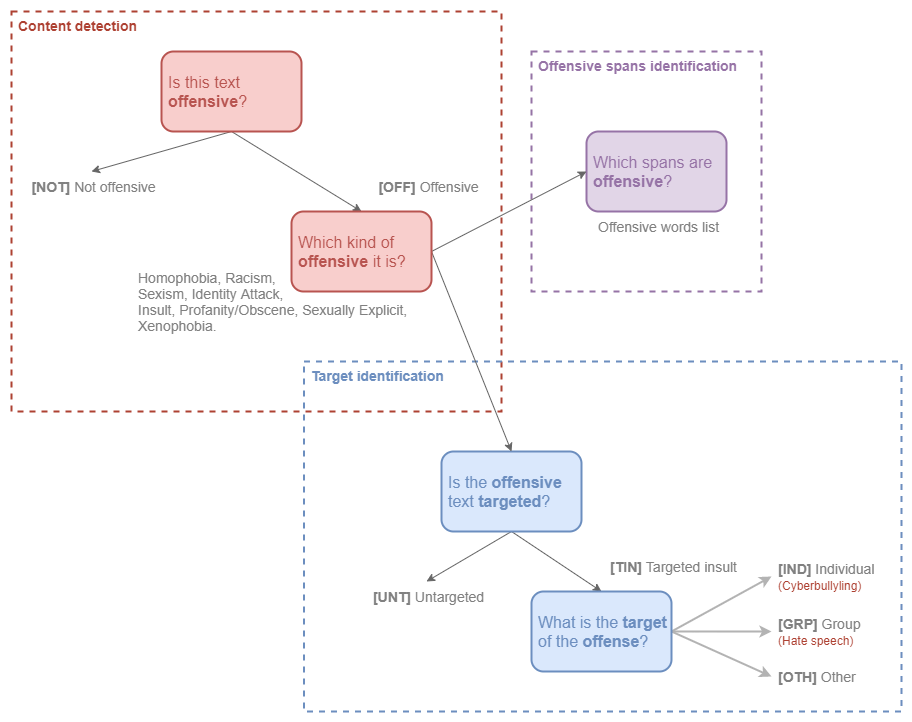 Content detection
Is this text
offensive?
[NOT] Not offensive
[OFF] Offensive
Which kind of
offensive it is?
Homophobia, Racism,
Sexism, Identity Attack,
Insult, Profanity/Obscene, Sexually Explicit,
Xenophobia.
Offensive spans identification
Which spans are
offensive?
Offensive words list
Target identification
Is the offensive
text targeted?
[UNT] Untargeted
[TIN] Targeted insult
What is the target
of the offense?
[IND] Individual
(Cyberbullyling)
[GRP] Group
(Hate speech)
[OTH] Other